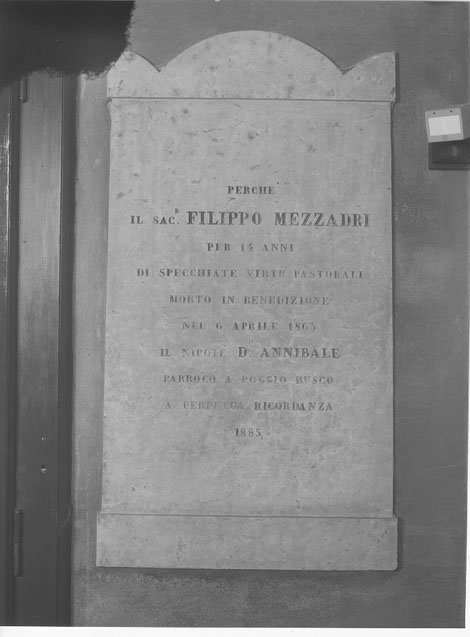 PERCHE
IL SAC.E FILIPPO MEZZADRI
PER 14 ANNI
DI SPECCHIATE VIRTU PASTORALI
MORTO IN BENEDIZIONE
NEL 6 APRILE 1863
IL NIPOTE D. ANNIBALE
PARROCO A POGGIO RUSCO
A PERPETUA RICORDANZA
1885